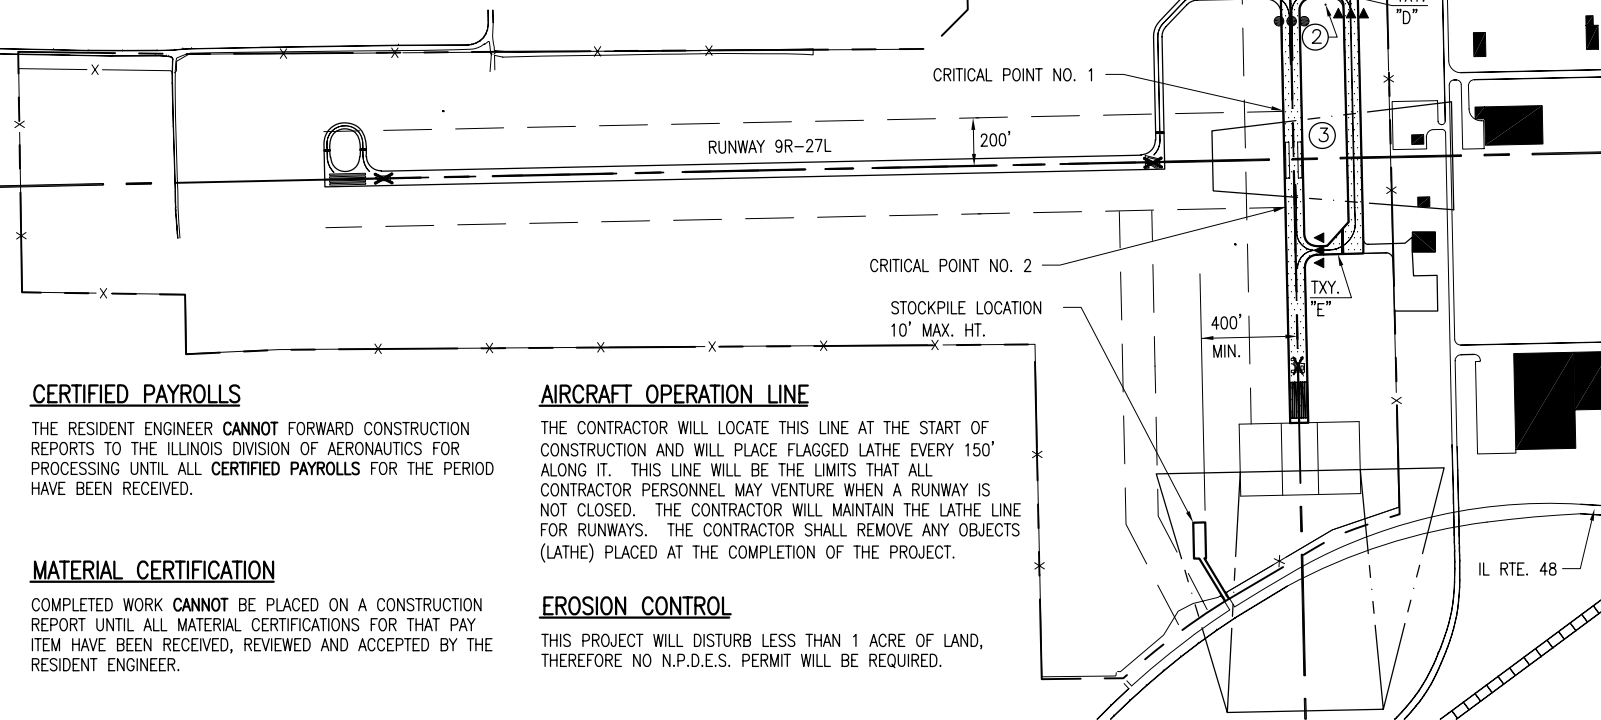 "D"
2
CRITICAL POINT NO. 1
RUNWAY 9R-27L
200'
3
CRITICAL POINT NO. 2
TXY.
"E"
STOCKPILE LOCATION
10' MAX. HT.
400'
MIN.
CERTIFIED PAYROLLS
THE RESIDENT ENGINEER CANNOT FORWARD CONSTRUCTION
REPORTS TO THE ILLINOIS DIVISION OF AERONAUTICS FOR
PROCESSING UNTIL ALL CERTIFIED PAYROLLS FOR THE PERIOD
HAVE BEEN RECEIVED.
MATERIAL CERTIFICATION
COMPLETED WORK CANNOT BE PLACED ON A CONSTRUCTION
REPORT UNTIL ALL MATERIAL CERTIFICATIONS FOR THAT PAY
ITEM HAVE BEEN RECEIVED, REVIEWED AND ACCEPTED BY THE
RESIDENT ENGINEER.
AIRCRAFT OPERATION LINE
THE CONTRACTOR WILL LOCATE THIS LINE AT THE START OF
CONSTRUCTION AND WILL PLACE FLAGGED LATHE EVERY 150'
ALONG IT. THIS LINE WILL BE THE LIMITS THAT ALL
CONTRACTOR PERSONNEL MAY VENTURE WHEN A RUNWAY IS
NOT CLOSED. THE CONTRACTOR WILL MAINTAIN THE LATHE LINE
FOR RUNWAYS. THE CONTRACTOR SHALL REMOVE ANY OBJECTS
(LATHE) PLACED AT THE COMPLETION OF THE PROJECT.
EROSION CONTROL
THIS PROJECT WILL DISTURB LESS THAN 1 ACRE OF LAND,
THEREFORE NO N.P.D.E.S. PERMIT WILL BE REQUIRED.
IL RTE. 48